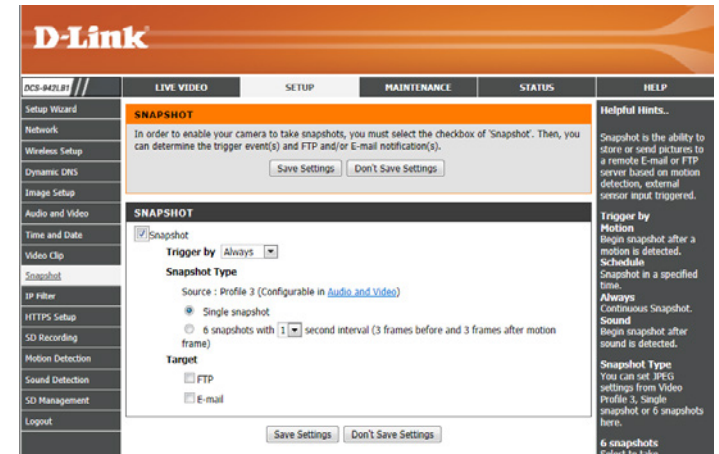 D-Link
DCS-942LB1 //
LIVE VIDEO
SETUP
MAINTENANCE
STATUS
HELP
Setup Wizard
Network
Wireless Setup
Dynamic DNS
Image Setup
Audio and Video
Time and Date
Video Clip
Snapshot
IP Filter
HTTPS Setup
SD Recording
Motion Detection
Sound Detection
SD Management
Logout
SNAPSHOT
In order to enable your camera to take snapshots, you must select the checkbox of 'Snapshot'. Then, you
can determine the trigger event(s) and FTP and/or E-mail notification(s).
Save Settings Don't Save Settings
SNAPSHOT
Snapshot
Trigger by Always
Snapshot Type
Source : Profile 3 (Configurable in Audio and Video)
Single snapshot
6 snapshots with 1 second interval (3 frames before and 3 frames after motion
frame)
Target
FTP
E-mail
Save Settings Don't Save Settings
Helpful Hints..
Snapshot is the ability to
store or send pictures to
a remote E-mail or FTP
server based on motion
detection, external
sensor input triggered.
Trigger by
Motion
Begin snapshot after a
motion is detected.
Schedule
Snapshot in a specified
time.
Always
Continuous Snapshot.
Sound
Begin snapshot after
sound is detected.
Snapshot Type
You can set JPEG
settings from Video
Profile 3, Single
snapshot or 6 snapshots
here.
6 snapshots
Select to take